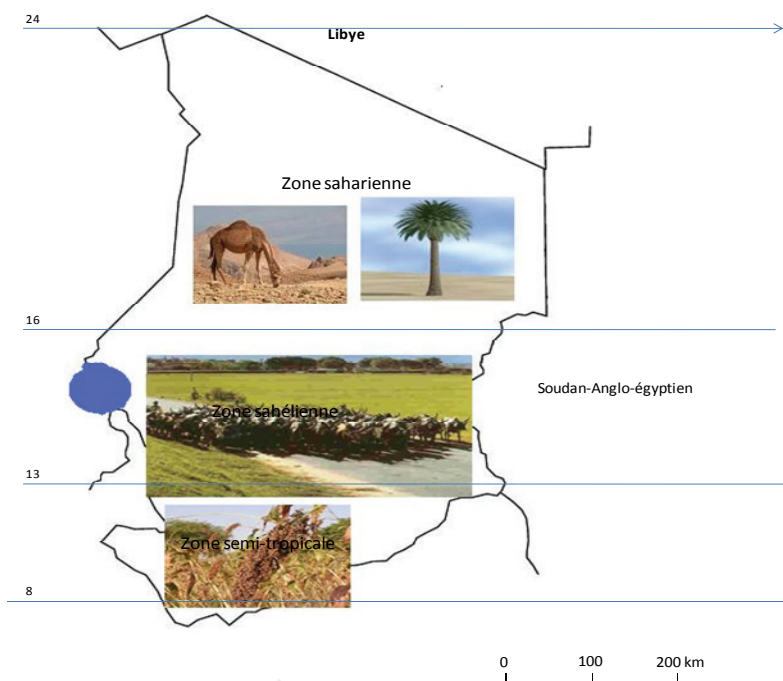 24
Libye
Zone saharienne
16
Soudan-Anglo-égyptien
Zone sahélienne
13
Zone semi-tropicale
8
0 100 200 km